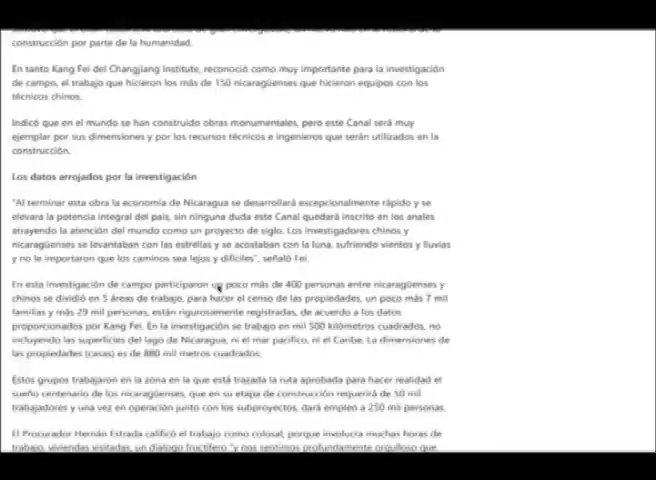 construcción por parte de la humanidad.
En tanto Kang Fei del Changjiang Institute, reconoció como muy importante para la investigación
de campo, el trabajo que hicieron los más de 150 nicaragüenses que hicieron equipos con los
técnicos chinos.
Indicó que en el mundo se han construido obras monumentales, pero este Canal será muy
ejemplar por sus dimensiones y por los recursos técnicos e ingenieros que serán utilizados en la
construcción.
Los datos arrojados por la investigación
"Al terminar esta obra la economía de Nicaragua se desarrollará excepcionalmente rápido y se
elevara la potencia integral del país, sin ninguna duda este Canal quedará inscrito en los anales
atrayendo la atención del mundo como un proyecto de siglo. Los investigadores chinos y
nicaragüenses se levantaban con las estrellas y se acostaban con la luna, sufriendo vientos y lluvias
y no le importaron que los caminos sea lejos y difíciles", señaló Fei.
En esta investigación de campo participaron un poco más de 400 personas entre nicaragüenses y
chinos se dividió en 5 áreas de trabajo, para hacer el censo de las propiedades, un poco más 7 mil
familias y más 29 mil personas, están rigurosamente registradas, de acuerdo a los datos
proporcionados por Kang Fei. En la investigación se trabajo en mil 500 kilómetros cuadrados, no
incluyendo las superficies del lago de Nicaragua, ni el mar pacifico, ni el Caribe. La dimensiones de
las propiedades (casas) es de 880 mil metros cuadrados.
Estos grupos trabajaron en la zona en la que está trazada la ruta aprobada para hacer realidad el
sueño centenario de los nicaragüenses, que en su etapa de construcción requerirá de 50 mil
trabajadores y una vez en operación junto con los subproyectos, dará empleo a 250 mil personas.
El Procurador Hernán Estrada calificó el trabajo como colosal, porque involucra muchas horas de
trabajo, viviendas visitadas, un dialogo fructífero "y nos sentimos profundamente orgulloso que